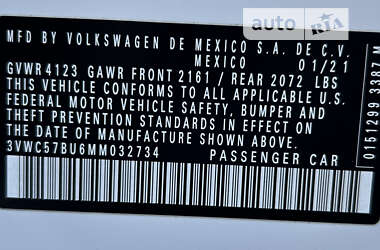 auto RIA
MFD BY VOLKSWAGEN DE MEXICO S.A. DE C.V.
MEXICO 01/21
GVWR 4123 GAWR FRONT 2161 / REAR 2072 LBS
THIS VEHICLE CONFORMS TO ALL APPLICABLE U.S.
FEDERAL MOTOR VEHICLE SAFETY, BUMPER AND
THEFT PREVENTION STANDARDS IN EFFECT ON
THE DATE OF MANUFACTURE SHOWN ABOVE.
3VWC57BU6MM032734 PASSENGER CAR
0151299 3387 M